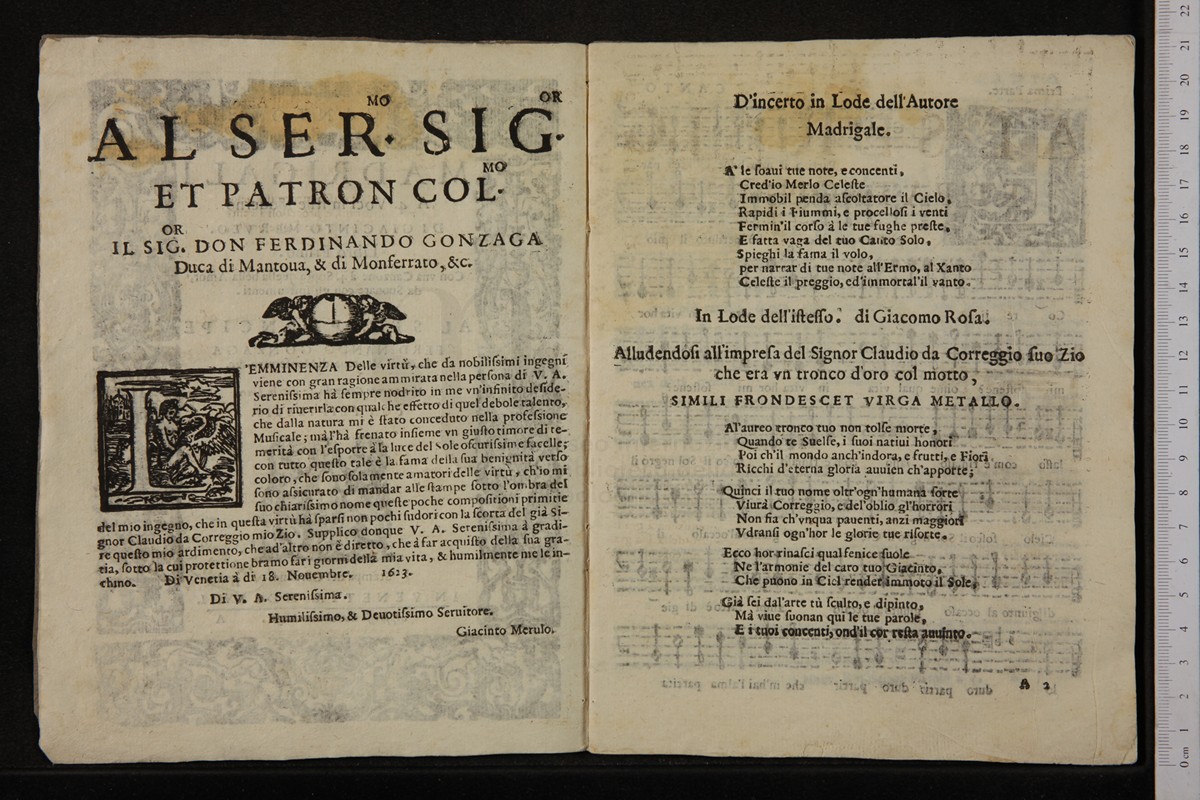 AL SER.MO SIG.OR
ET PATRON COL.MO
IL SIG.OR DON FERDINANDO GONZAGA
Duca di Mantoua, & di Monferrato, &c.
L'EMMINENZA Delle virtù, che da nobilissimi ingegni
viene con gran ragione ammirata nella persona di V. A.
Serenissima hà sempre nodrito in me vn'infinito deside-
rio di riuerirla con qualche effetto di quel debole talento,
che dalla natura mi è stato conceduto nella professione
Musicale; mà l'hà frenato insieme vn giusto timore di te-
merità con l'esporre à la luce del Sole oscurissime facelle;
con tutto questo tale è la fama della sua benignità verso
coloro, che sono solamente amatori delle virtù, ch'io mi
sono assicurato di mandar alle stampe sotto l'ombra del
suo chiarissimo nome queste poche compositioni primitie
del mio ingegno, che in questa virtù hà sparsi non pochi sudori con la scorta del già Si-
gnor Claudio da Correggio mio Zio. Supplico donque V. A. Serenissima à gradi-
re questo mio ardimento, che ad'altro non è diretto, che à far acquisto della sua gra-
tia, sotto la cui protettione bramo far i giorni della mia vita, & humilmente me le in-
chino. Di Venetia à di 18. Nouembre. 1623.
Di V. A. Serenissima.
Humilissimo, & Deuotissimo Seruitore.
Giacinto Merulo.
D'incerto in Lode dell'Autore
Madrigale.
A' le soaui tue note, e concenti,
Cred'io Merlo Celeste
Immobil penda ascoltatore il Cielo,
Rapidi i Fiummi, e procellosi i venti
Fermin'il corso à le tue fughe preste,
E fatta vaga del tuo Canto Solo,
Spieghi la fama il volo,
per narrar di tue note all'Ermo, al Xanto
Celeste il preggio, ed'immortal'il vanto.
In Lode dell'istesso. di Giacomo Rosa.
Alludendosi all'impresa del Signor Claudio da Correggio suo Zio
che era vn tronco d'oro col motto,
SIMILI FRONDESCET VIRGA METALLO.
Al'aureo tronco tuo non tolse morte,
Quando te Suelse, i suoi natiui honori
Poi ch'il mondo anch'indora, e frutti, e Fiori
Ricchi d'eterna gloria auuien ch'apporte;
Quinci il tuo nome oltr'ogn'humana sorte
Viurà Correggio, e del'oblio gl'horrori
Non fia ch'vnqua pauenti, anzi maggiori
Vdransi ogn'hor le glorie tue risorte.
Ecco hor rinasci qual fenice suole
Ne l'armonie del caro tuo Giacinto,
Che puono in Ciel render immoto il Sole,
Già sei dal'arte tù sculto, e dipinto,
Mà viue suonan qui le tue parole,
E i tuoi concenti, ond'il cor resta auuinto.
A 2